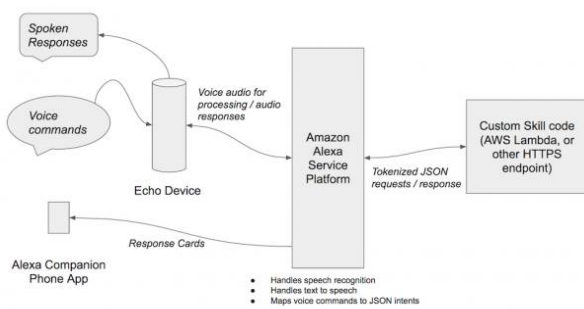 Spoken
Responses
Voice
commands
Echo Device
Voice audio for
processing / audio
responses
Amazon
Alexa
Service
Platform
Tokenized JSON
requests / response
Custom Skill code
(AWS Lambda, or
other HTTPS
endpoint)
Response Cards
Alexa Companion
Phone App
● Handles speech recognition
● Handles text to speech
● Maps voice commands to JSON intents